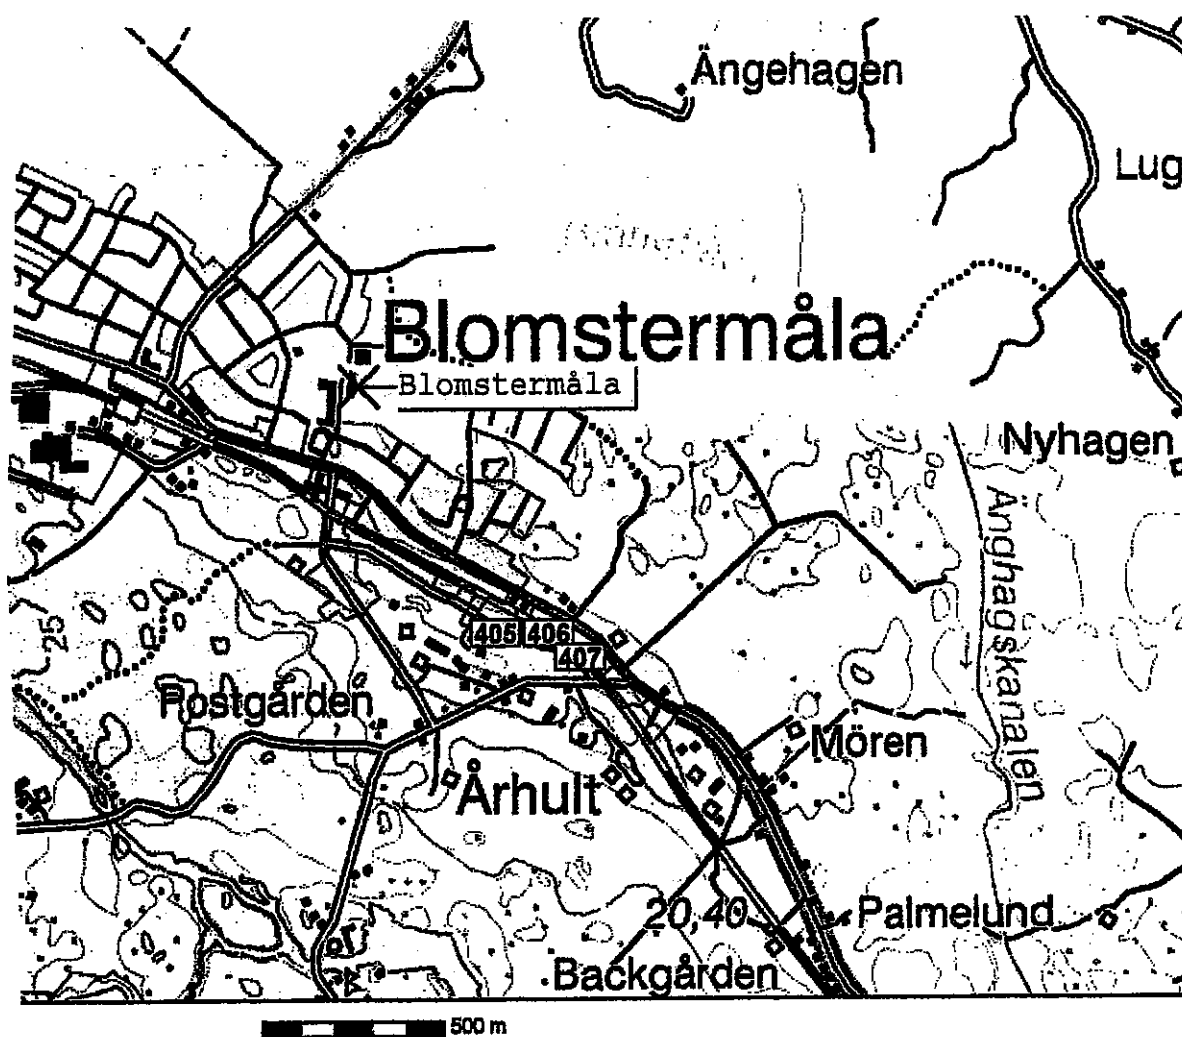 Ängehagen
Lug
Blomstermåla
Blomstermåla
Nyhagen
Änghagskanalen
25
405 406
407
Rostgården
Mören
Århult
20,40
Palmelund
Backgården
500 m